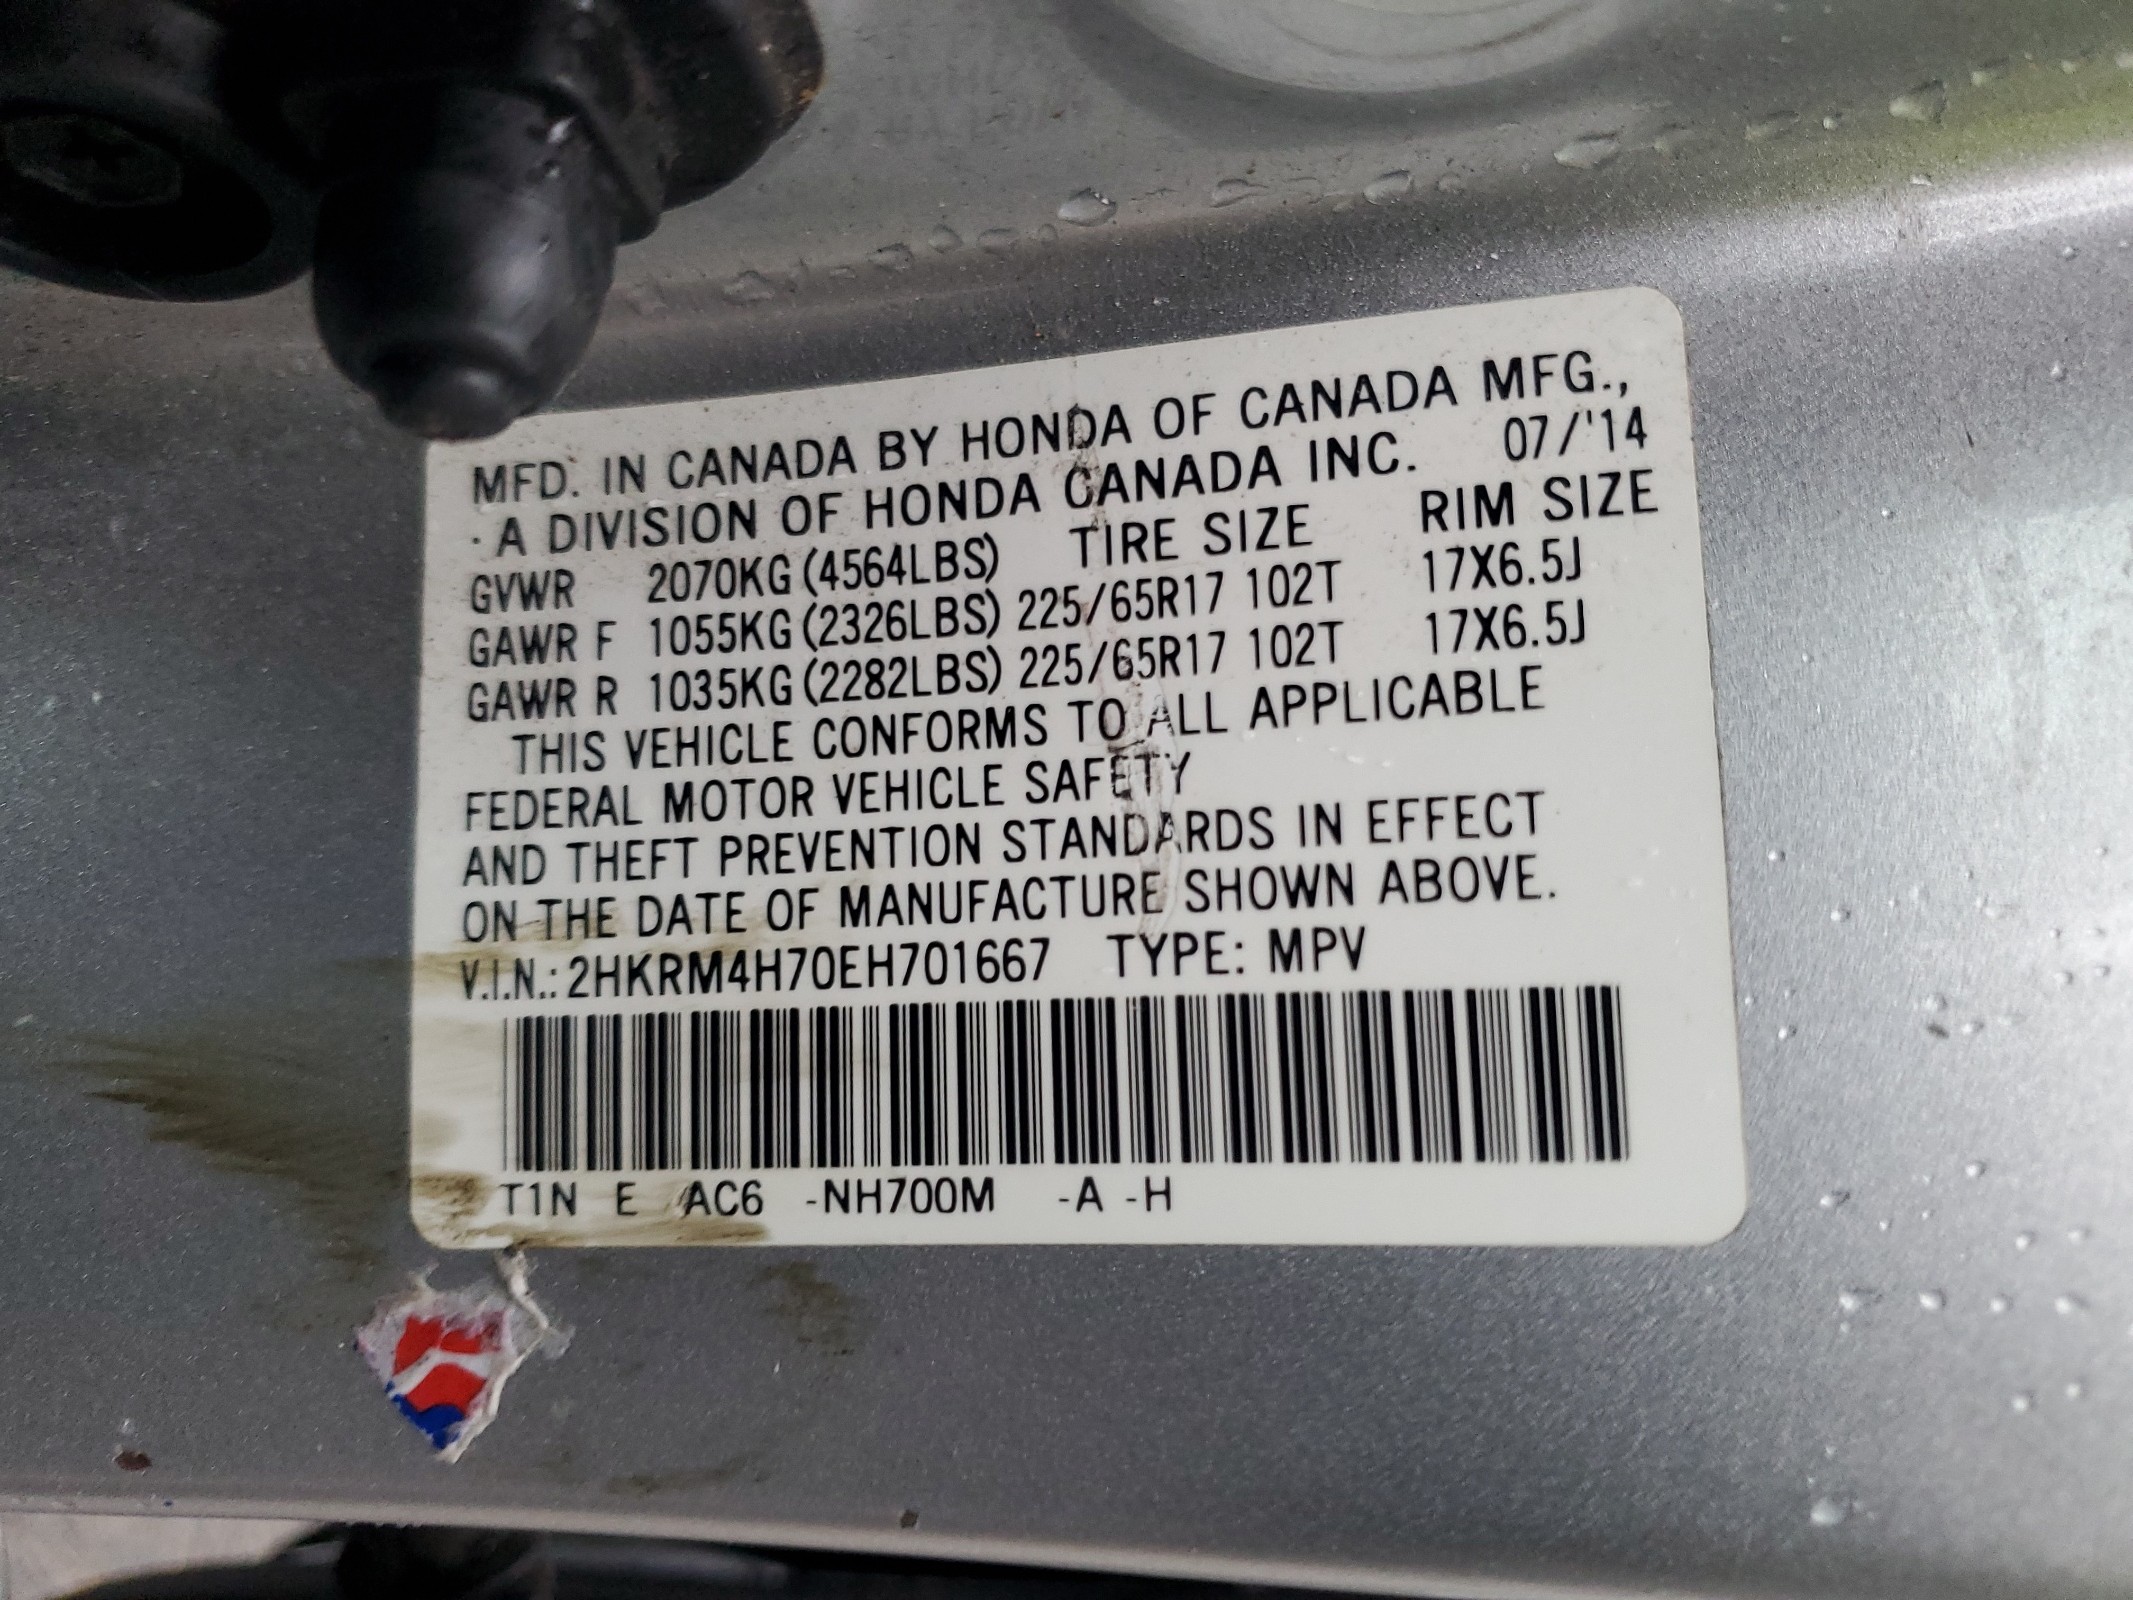 MFD. IN CANADA BY HONDA OF CANADA MFG.,
· A DIVISION OF HONDA CANADA INC. 07/'14
GVWR 2070KG (4564LBS) TIRE SIZE RIM SIZE
GAWR F 1055KG (2326LBS) 225/65R17 102T 17X6.5J
GAWR R 1035KG (2282LBS) 225/65R17 102T 17X6.5J
THIS VEHICLE CONFORMS TO ALL APPLICABLE
FEDERAL MOTOR VEHICLE SAFETY
AND THEFT PREVENTION STANDARDS IN EFFECT
ON THE DATE OF MANUFACTURE SHOWN ABOVE.
V.I.N.: 2HKRM4H70EH701667 TYPE: MPV
T1N E AC6 -NH700M -A -H